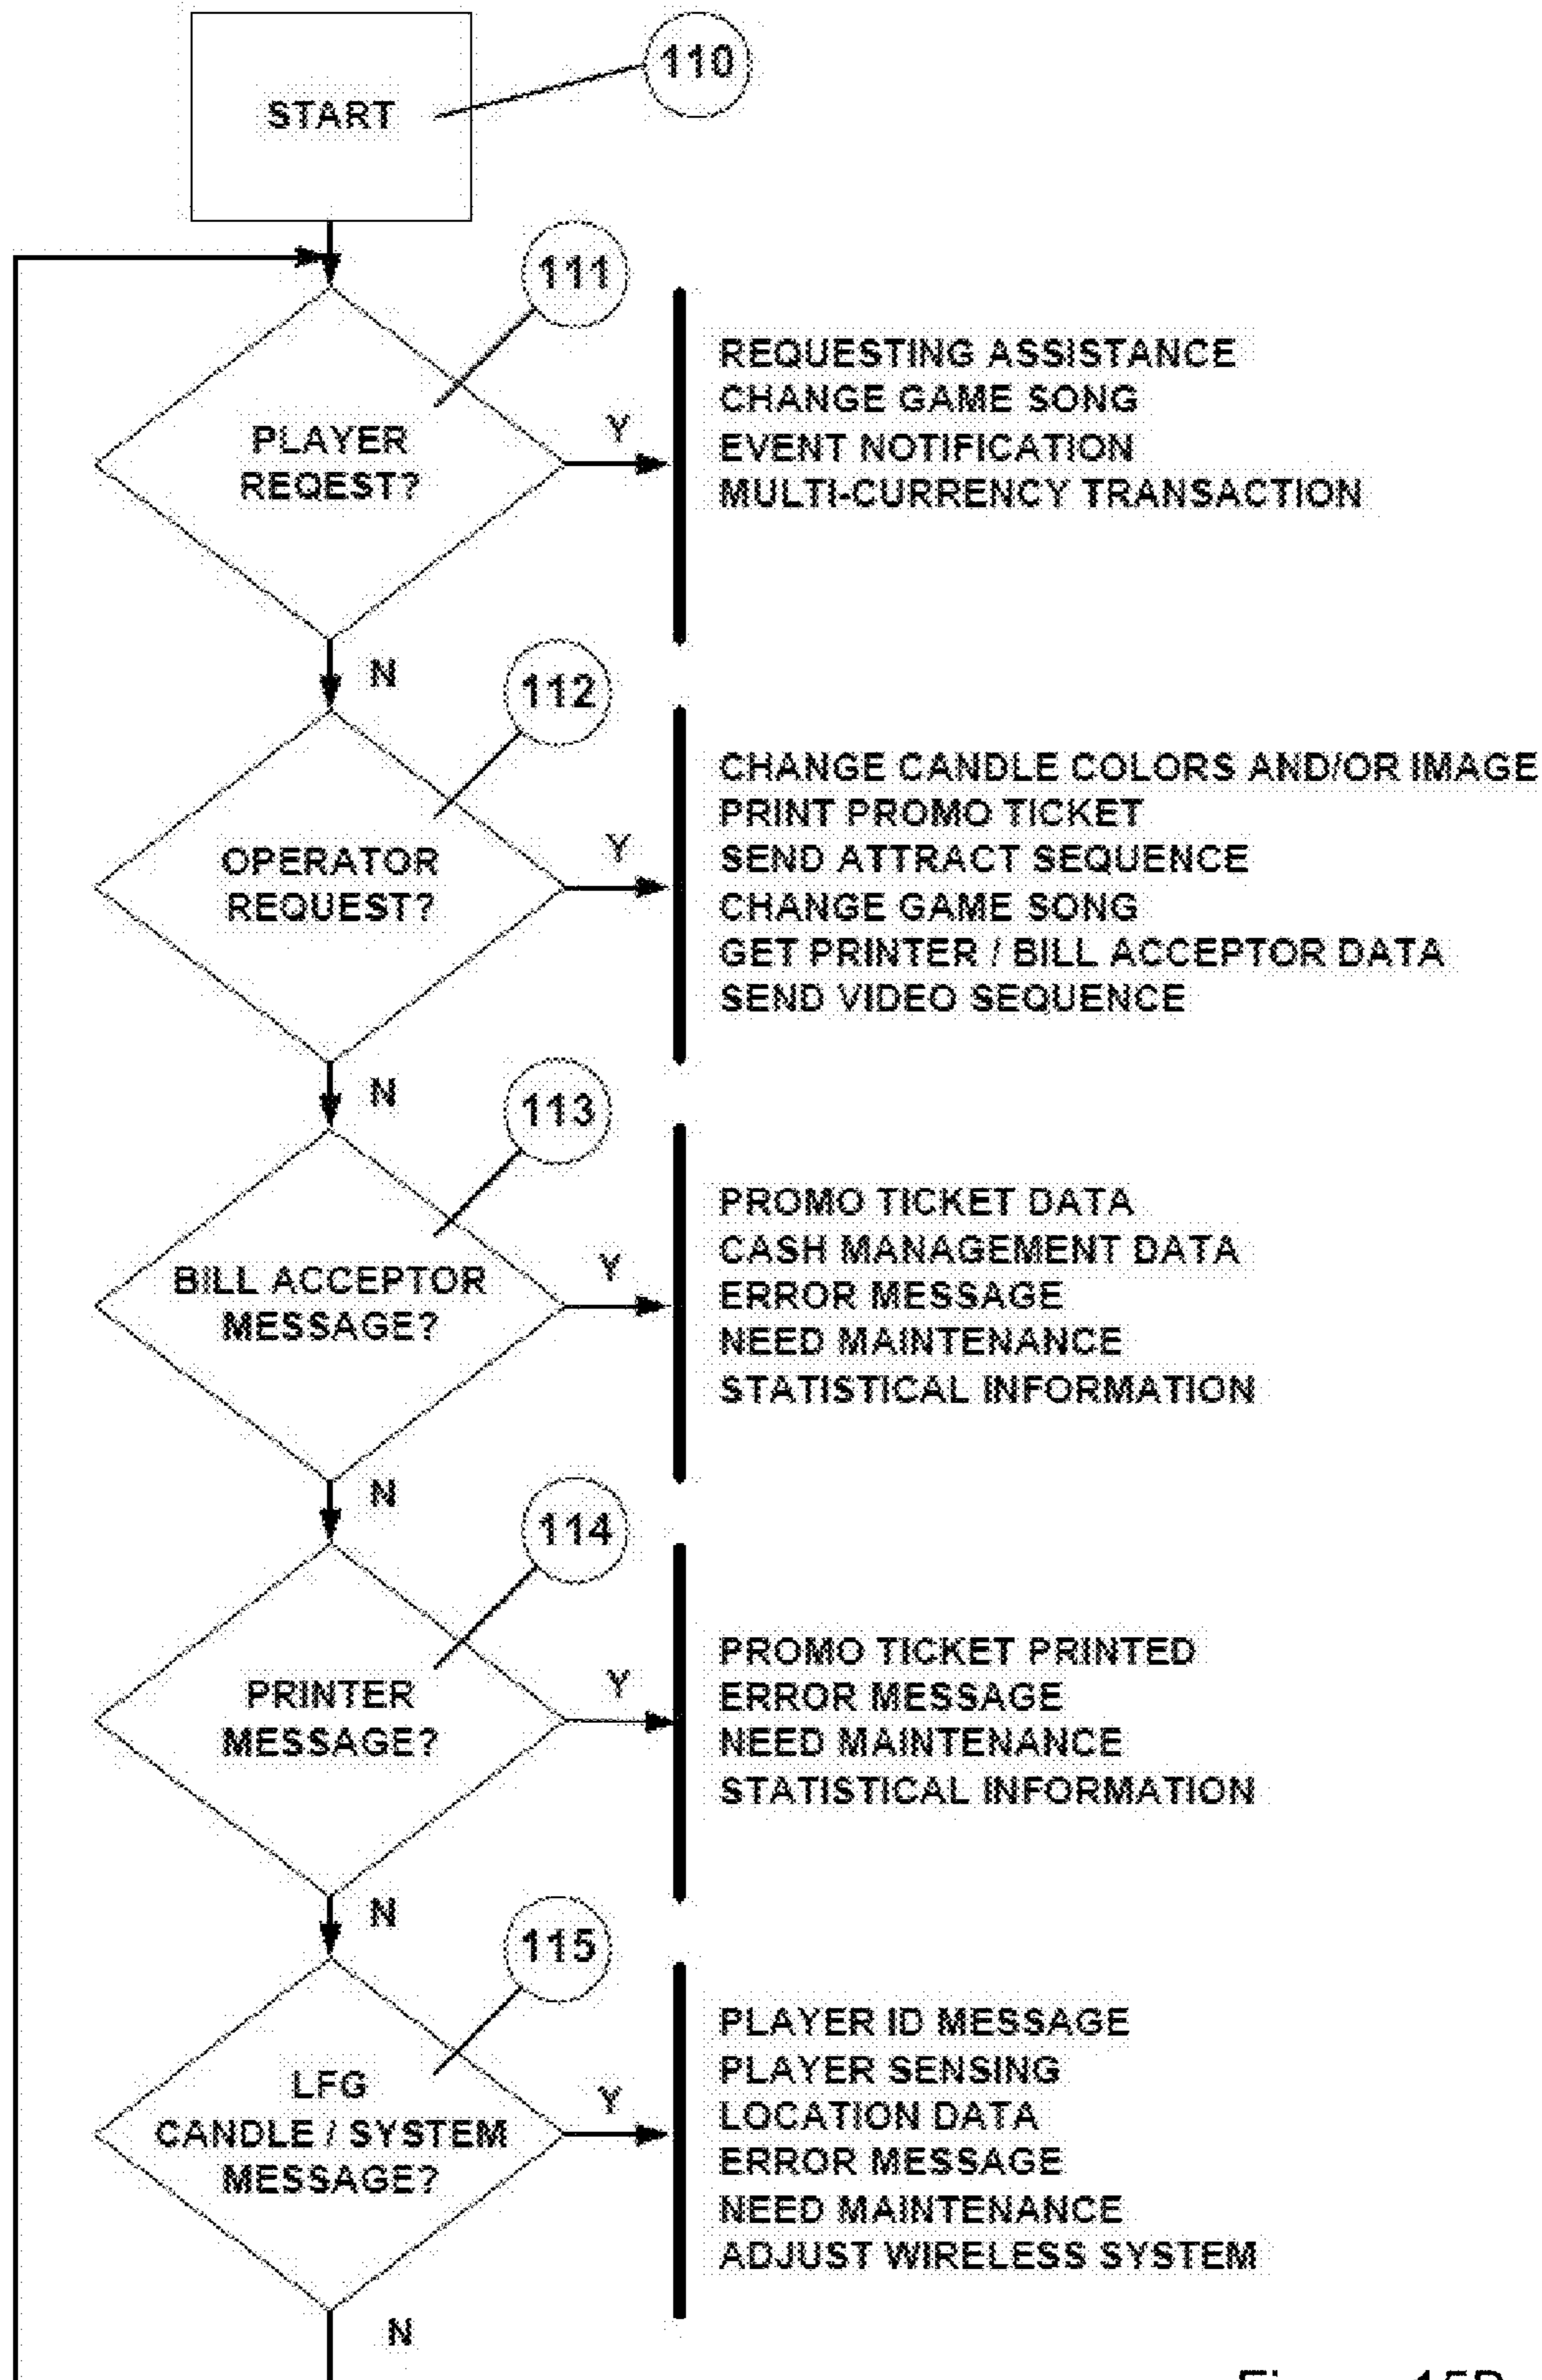 START
110
111
PLAYER
REQEST?
Y
REQUESTING ASSISTANCE
CHANGE GAME SONG
EVENT NOTIFICATION
MULTI-CURRENCY TRANSACTION
N
112
OPERATOR
REQUEST?
Y
CHANGE CANDLE COLORS AND/OR IMAGE
PRINT PROMO TICKET
SEND ATTRACT SEQUENCE
CHANGE GAME SONG
GET PRINTER / BILL ACCEPTOR DATA
SEND VIDEO SEQUENCE
N
113
BILL ACCEPTOR
MESSAGE?
Y
PROMO TICKET DATA
CASH MANAGEMENT DATA
ERROR MESSAGE
NEED MAINTENANCE
STATISTICAL INFORMATION
N
114
PRINTER
MESSAGE?
Y
PROMO TICKET PRINTED
ERROR MESSAGE
NEED MAINTENANCE
STATISTICAL INFORMATION
N
115
LFG
CANDLE / SYSTEM
MESSAGE?
Y
PLAYER ID MESSAGE
PLAYER SENSING
LOCATION DATA
ERROR MESSAGE
NEED MAINTENANCE
ADJUST WIRELESS SYSTEM
N